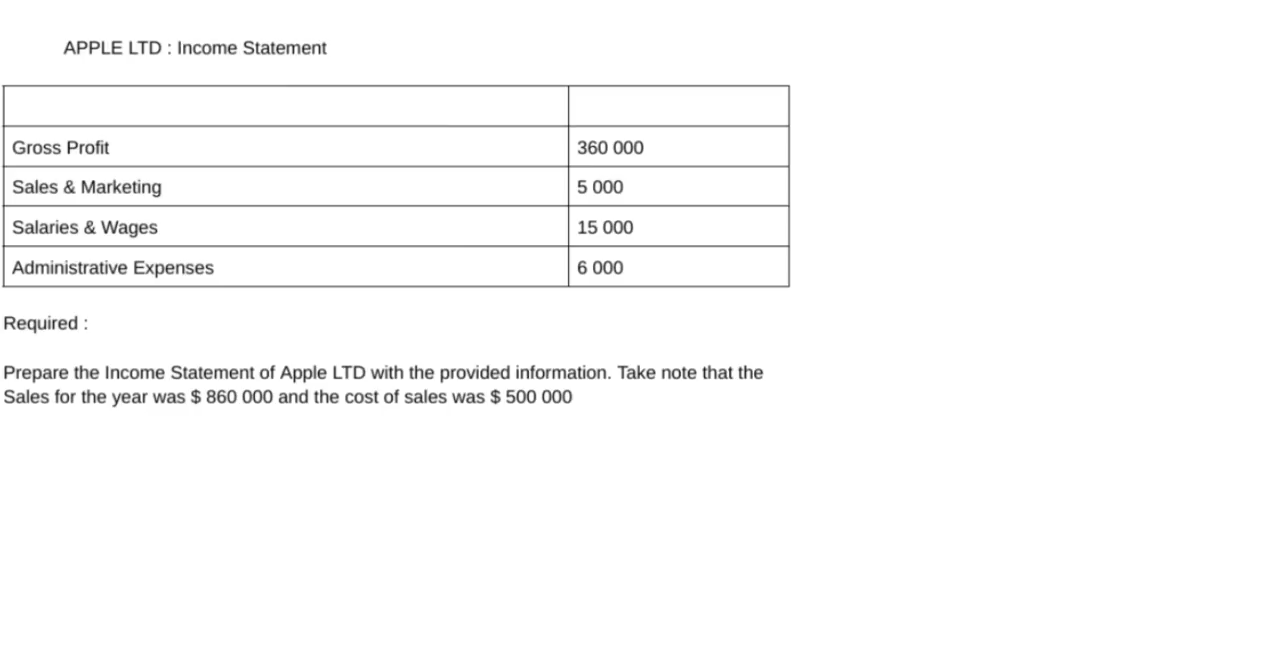 APPLE LTD : Income Statement
Gross Profit 360 000
Sales & Marketing 5 000
Salaries & Wages 15 000
Administrative Expenses 6 000
Required :
Prepare the Income Statement of Apple LTD with the provided information. Take note that the
Sales for the year was $ 860 000 and the cost of sales was $ 500 000